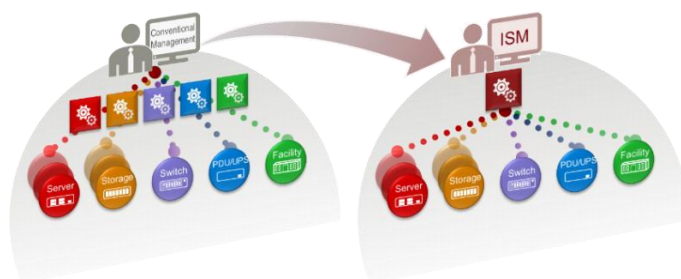 Conventional
Management
Server
Storage
Switch
PDU/UPS
Facility
ISM
Server
Storage
Switch
PDU/UPS
Facility